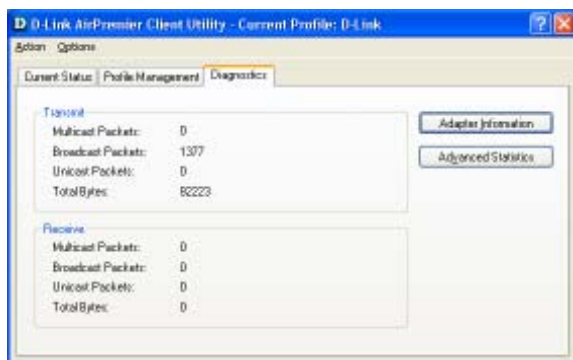 D-Link AirPremier Client Utility - Current Profile: D-Link
Action Options
Current Status Profile Management Diagnostics
Transmit
Multicast Packets: 0
Broadcast Packets: 1377
Unicast Packets: 0
Total Bytes: 82223
Adapter Information
Advanced Statistics
Receive
Multicast Packets: 0
Broadcast Packets: 0
Unicast Packets: 0
Total Bytes: 0